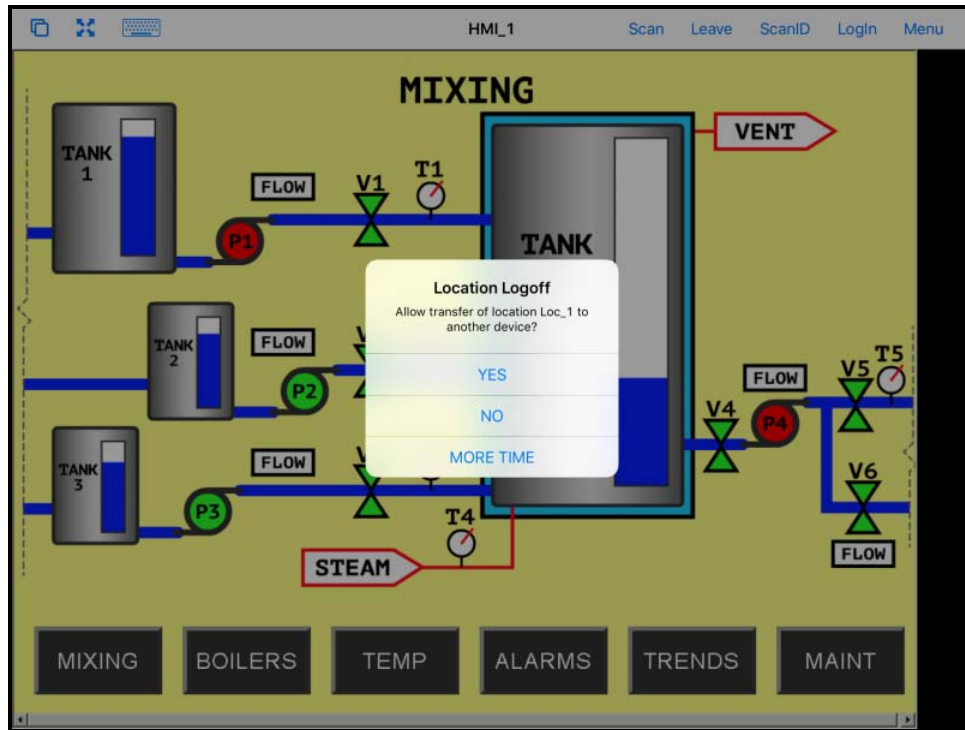 HMI_1
Scan
Leave
ScanID
LogIn
Menu
MIXING
VENT
TANK
1
FLOW
V1
T1
P1
TANK
Location Logoff
Allow transfer of location Loc_1 to
another device?
YES
NO
MORE TIME
TANK
2
FLOW
V
P2
FLOW
V5
T5
V4
P4
TANK
3
FLOW
V
P3
V6
FLOW
T4
STEAM
MIXING
BOILERS
TEMP
ALARMS
TRENDS
MAINT